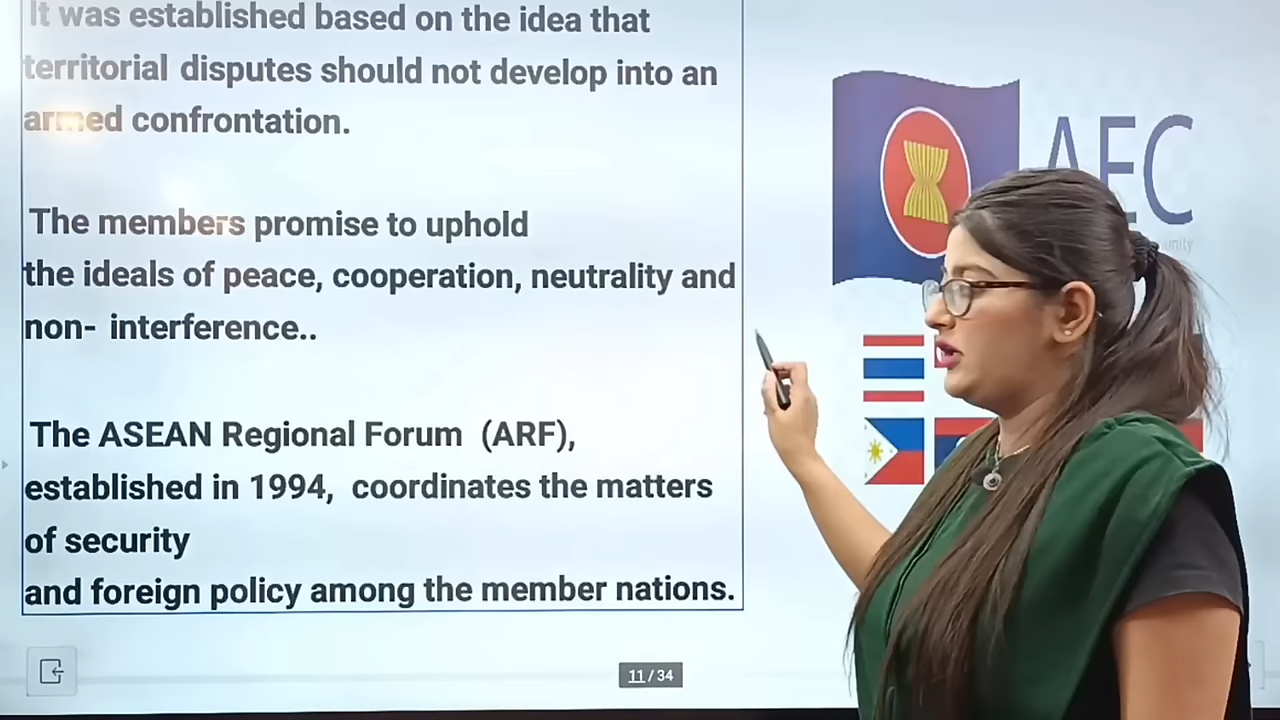 It was established based on the idea that
territorial disputes should not develop into an
armed confrontation.
The members promise to uphold
the ideals of peace, cooperation, neutrality and
non- interference..
The ASEAN Regional Forum (ARF),
established in 1994, coordinates the matters
of security
and foreign policy among the member nations.
AEC
11 / 34